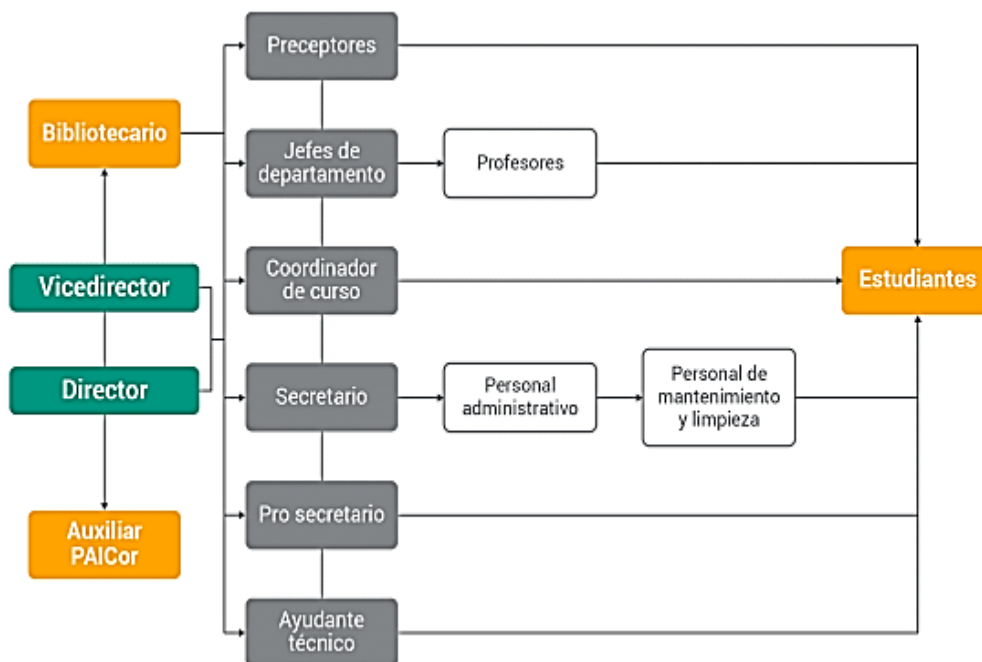 Preceptores
Bibliotecario
Jefes de
departamento
Profesores
Vicedirector
Coordinador
de curso
Estudiantes
Director
Secretario
Personal
administrativo
Personal de
mantenimiento
y limpieza
Auxiliar
PAICor
Pro secretario
Ayudante
técnico